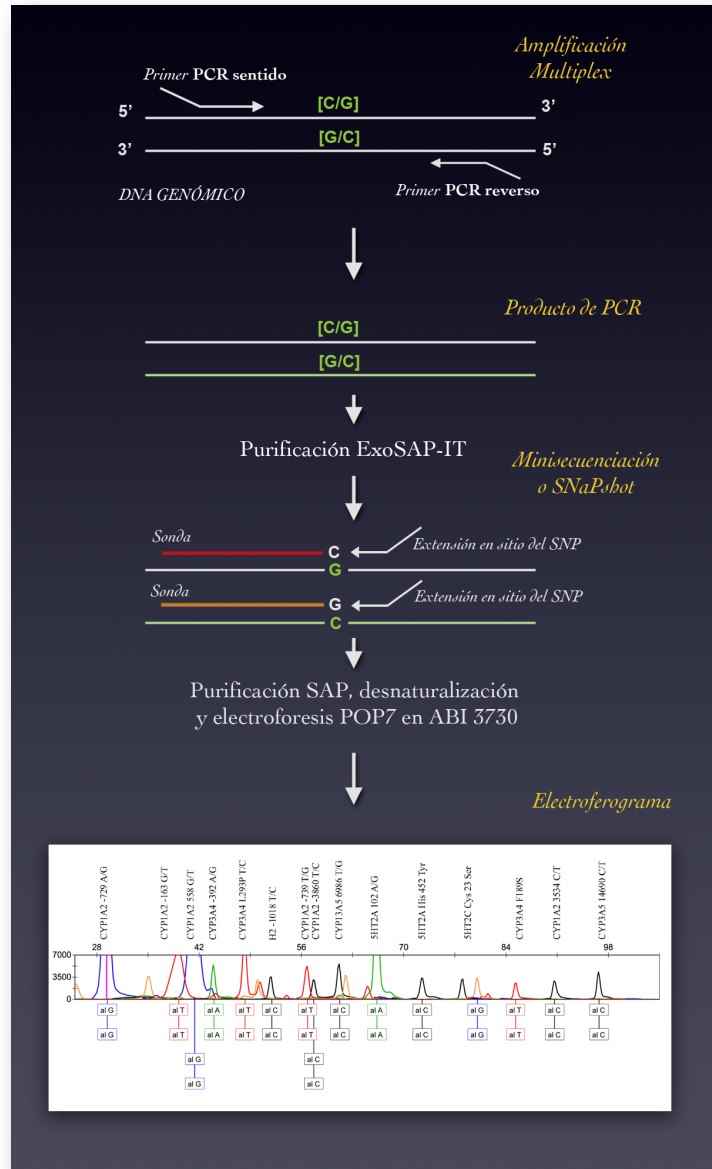 Amplificación
Multiplex
Primer PCR sentido
5’
[C/G]
3’
3’
[G/C]
5’
DNA GENÓMICO
Primer PCR reverso
Producto de PCR
[C/G]
[G/C]
Purificación ExoSAP-IT
Minisecuenciación
o SNaPshot
Sonda
C
Extensión en sitio del SNP
G
Sonda
G
Extensión en sitio del SNP
C
Purificación SAP, desnaturalización
y electroforesis POP7 en ABI 3730
Electroferograma
CYP1A2 -729 A/G
CYP1A2 -163 G/T
CYP1A2 558 G/T
CYP3A4 -392 A/G
CYP3A4 L293P T/C
H2 -1018 T/C
CYP1A2 -739 T/G
CYP1A2 -3860 T/C
CYP13A5 6986 T/G
5HT2A 102 A/G
5HT2A His 452 Tyr
5HT2C Cys 23 Ser
CYP3A4 F189S
CYP1A2 3534 C/T
CYP3A5 14690 C/T
28 42 56 70 84 98
7000
3500
0
al G al T al A al T al C al T al C al A al C al G al T al C al C
al G al T al A al T al C al T al C al A al C al G al T al C al C
al G al C
al G al C